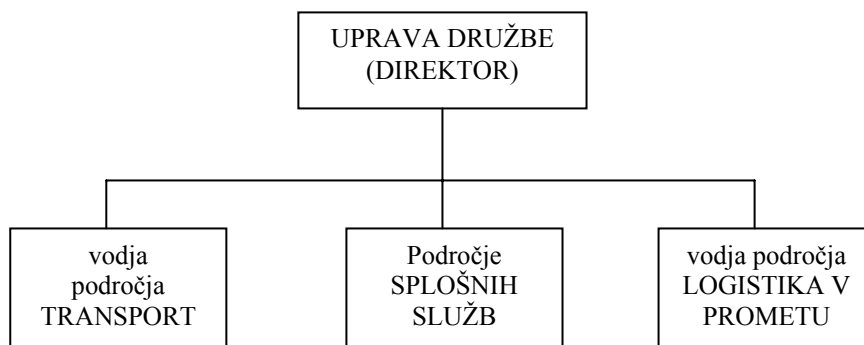 UPRAVA DRUŽBE
(DIREKTOR)
vodja
področja
TRANSPORT
Področje
SPLOŠNIH
SLUŽB
vodja področja
LOGISTIKA V
PROMETU